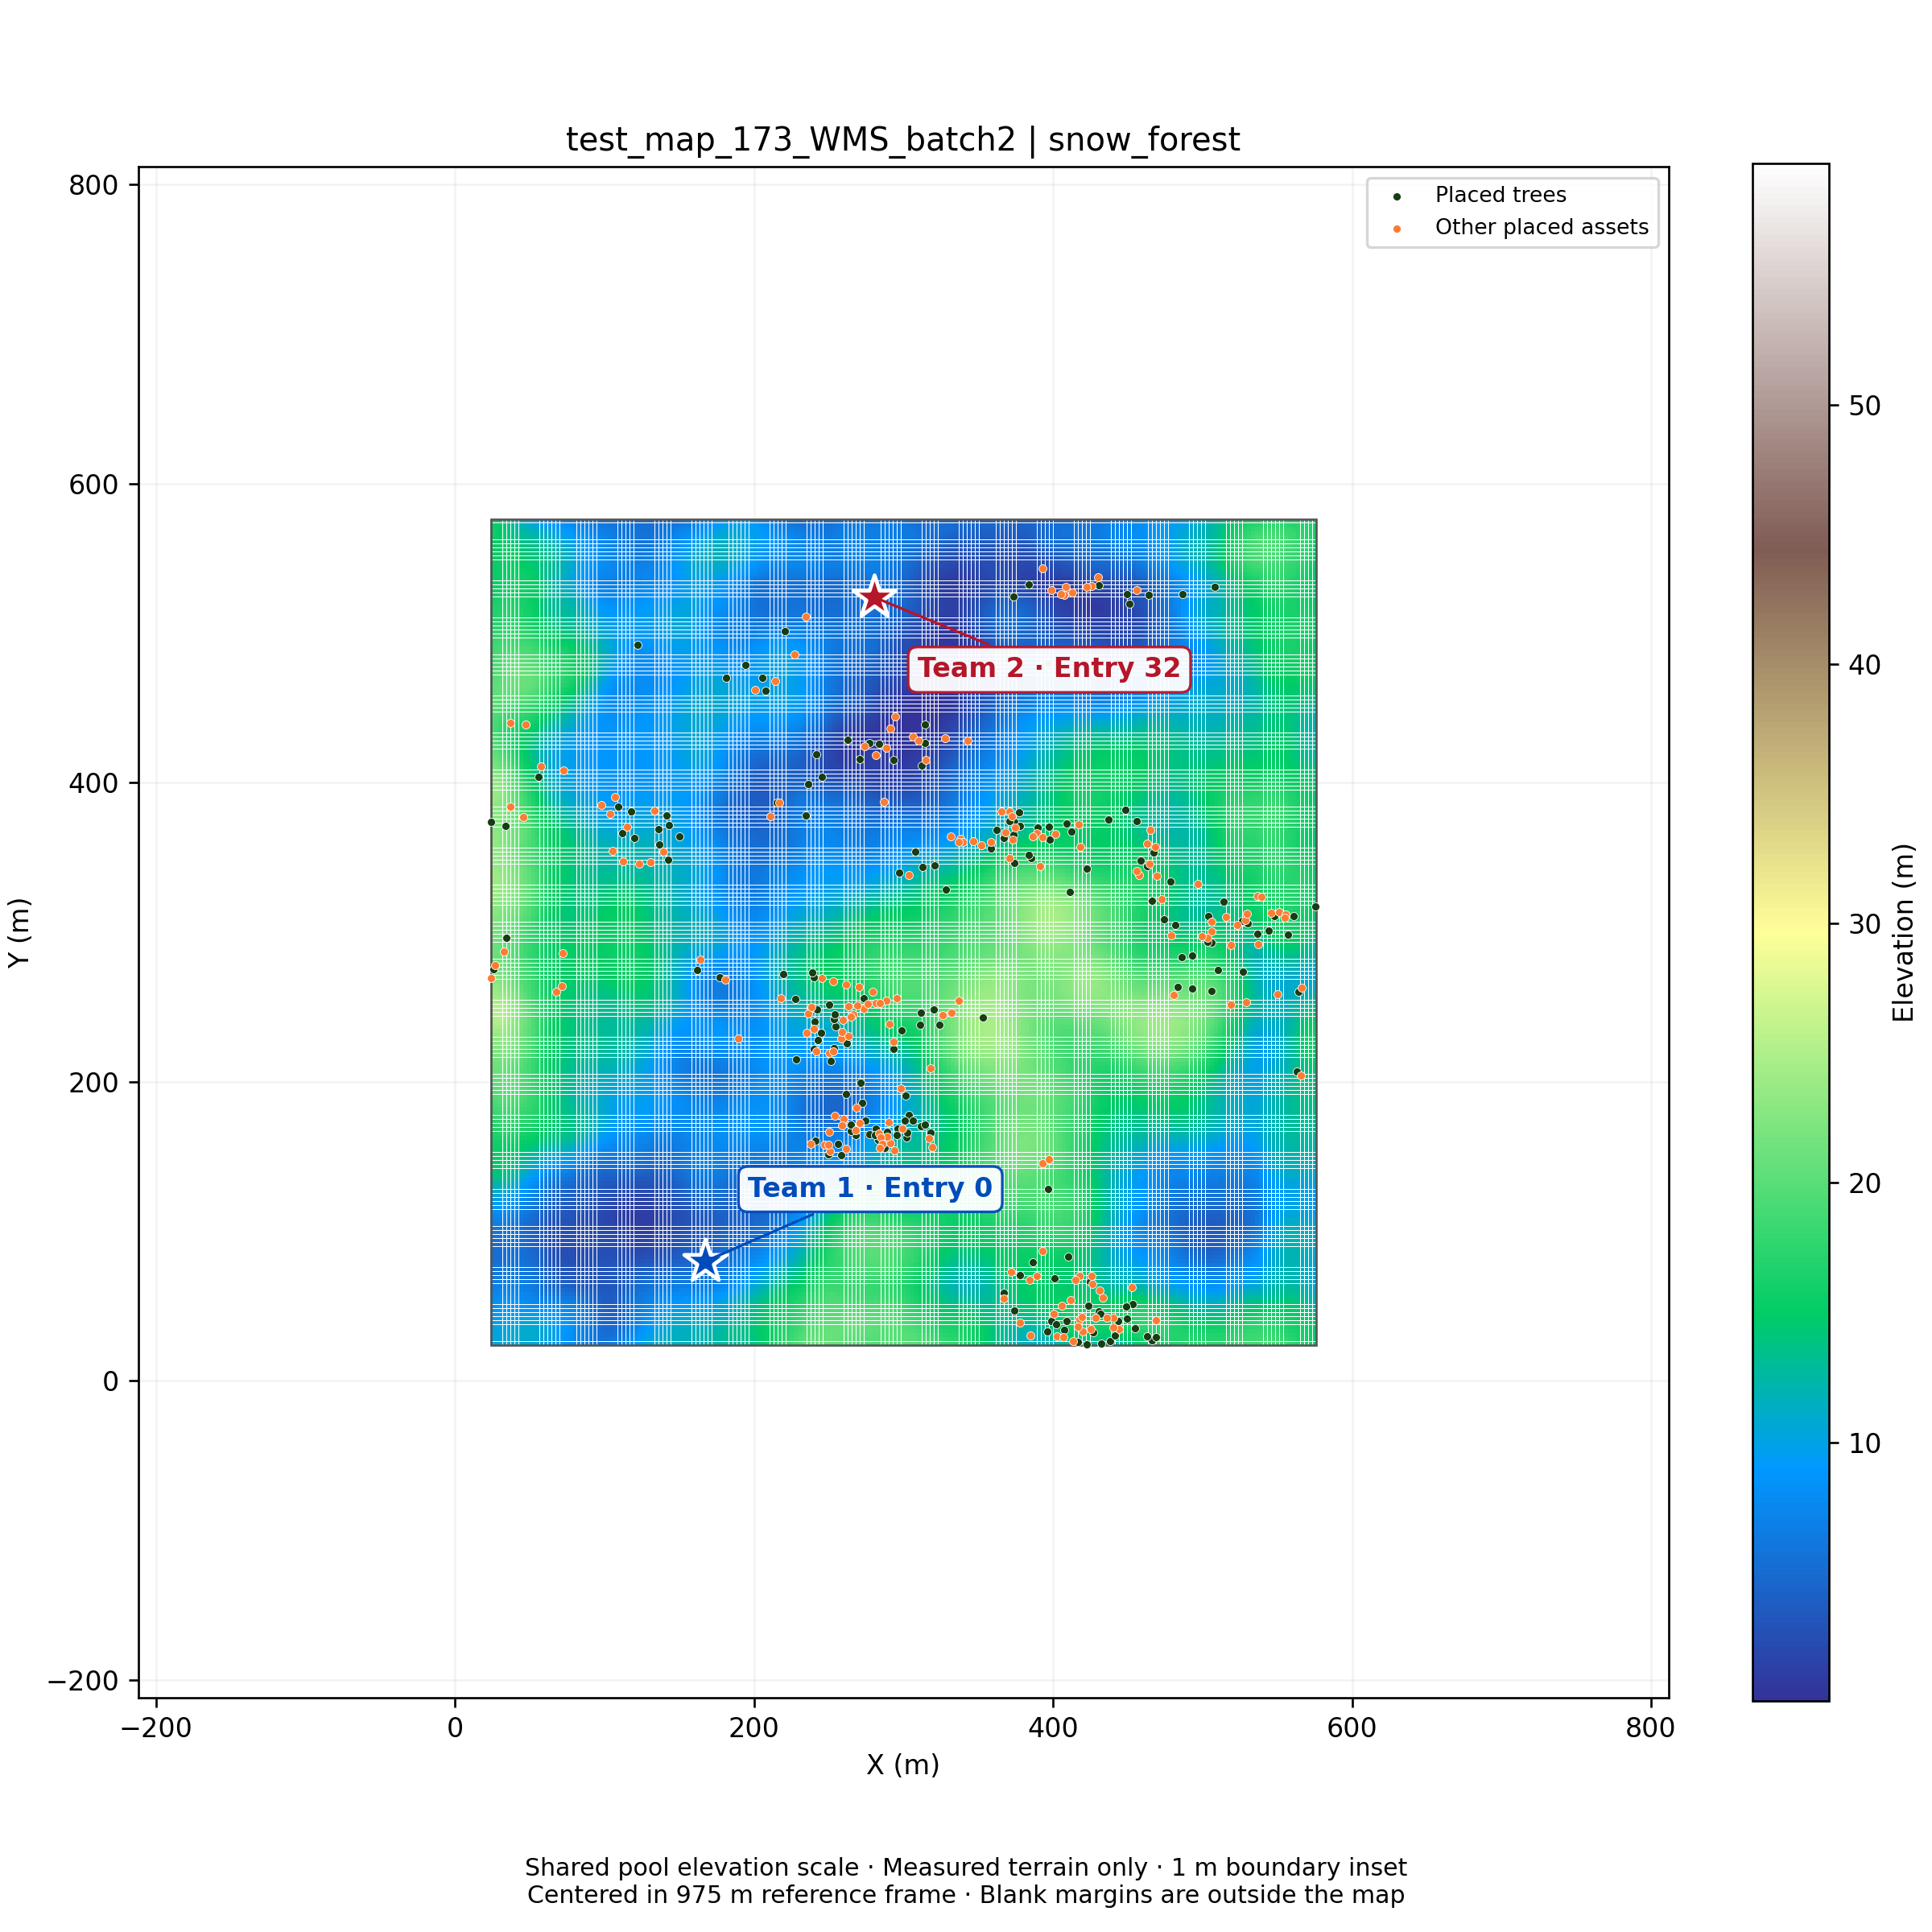 test_map_173_WMS_batch2 | snow_forest
Placed trees
Other placed assets
800
600
400
200
0
−200
Y (m)
−200
0
200
400
600
800
X (m)
Team 2 · Entry 32
Team 1 · Entry 0
50
40
30
20
10
Elevation (m)
Shared pool elevation scale · Measured terrain only · 1 m boundary inset
Centered in 975 m reference frame · Blank margins are outside the map